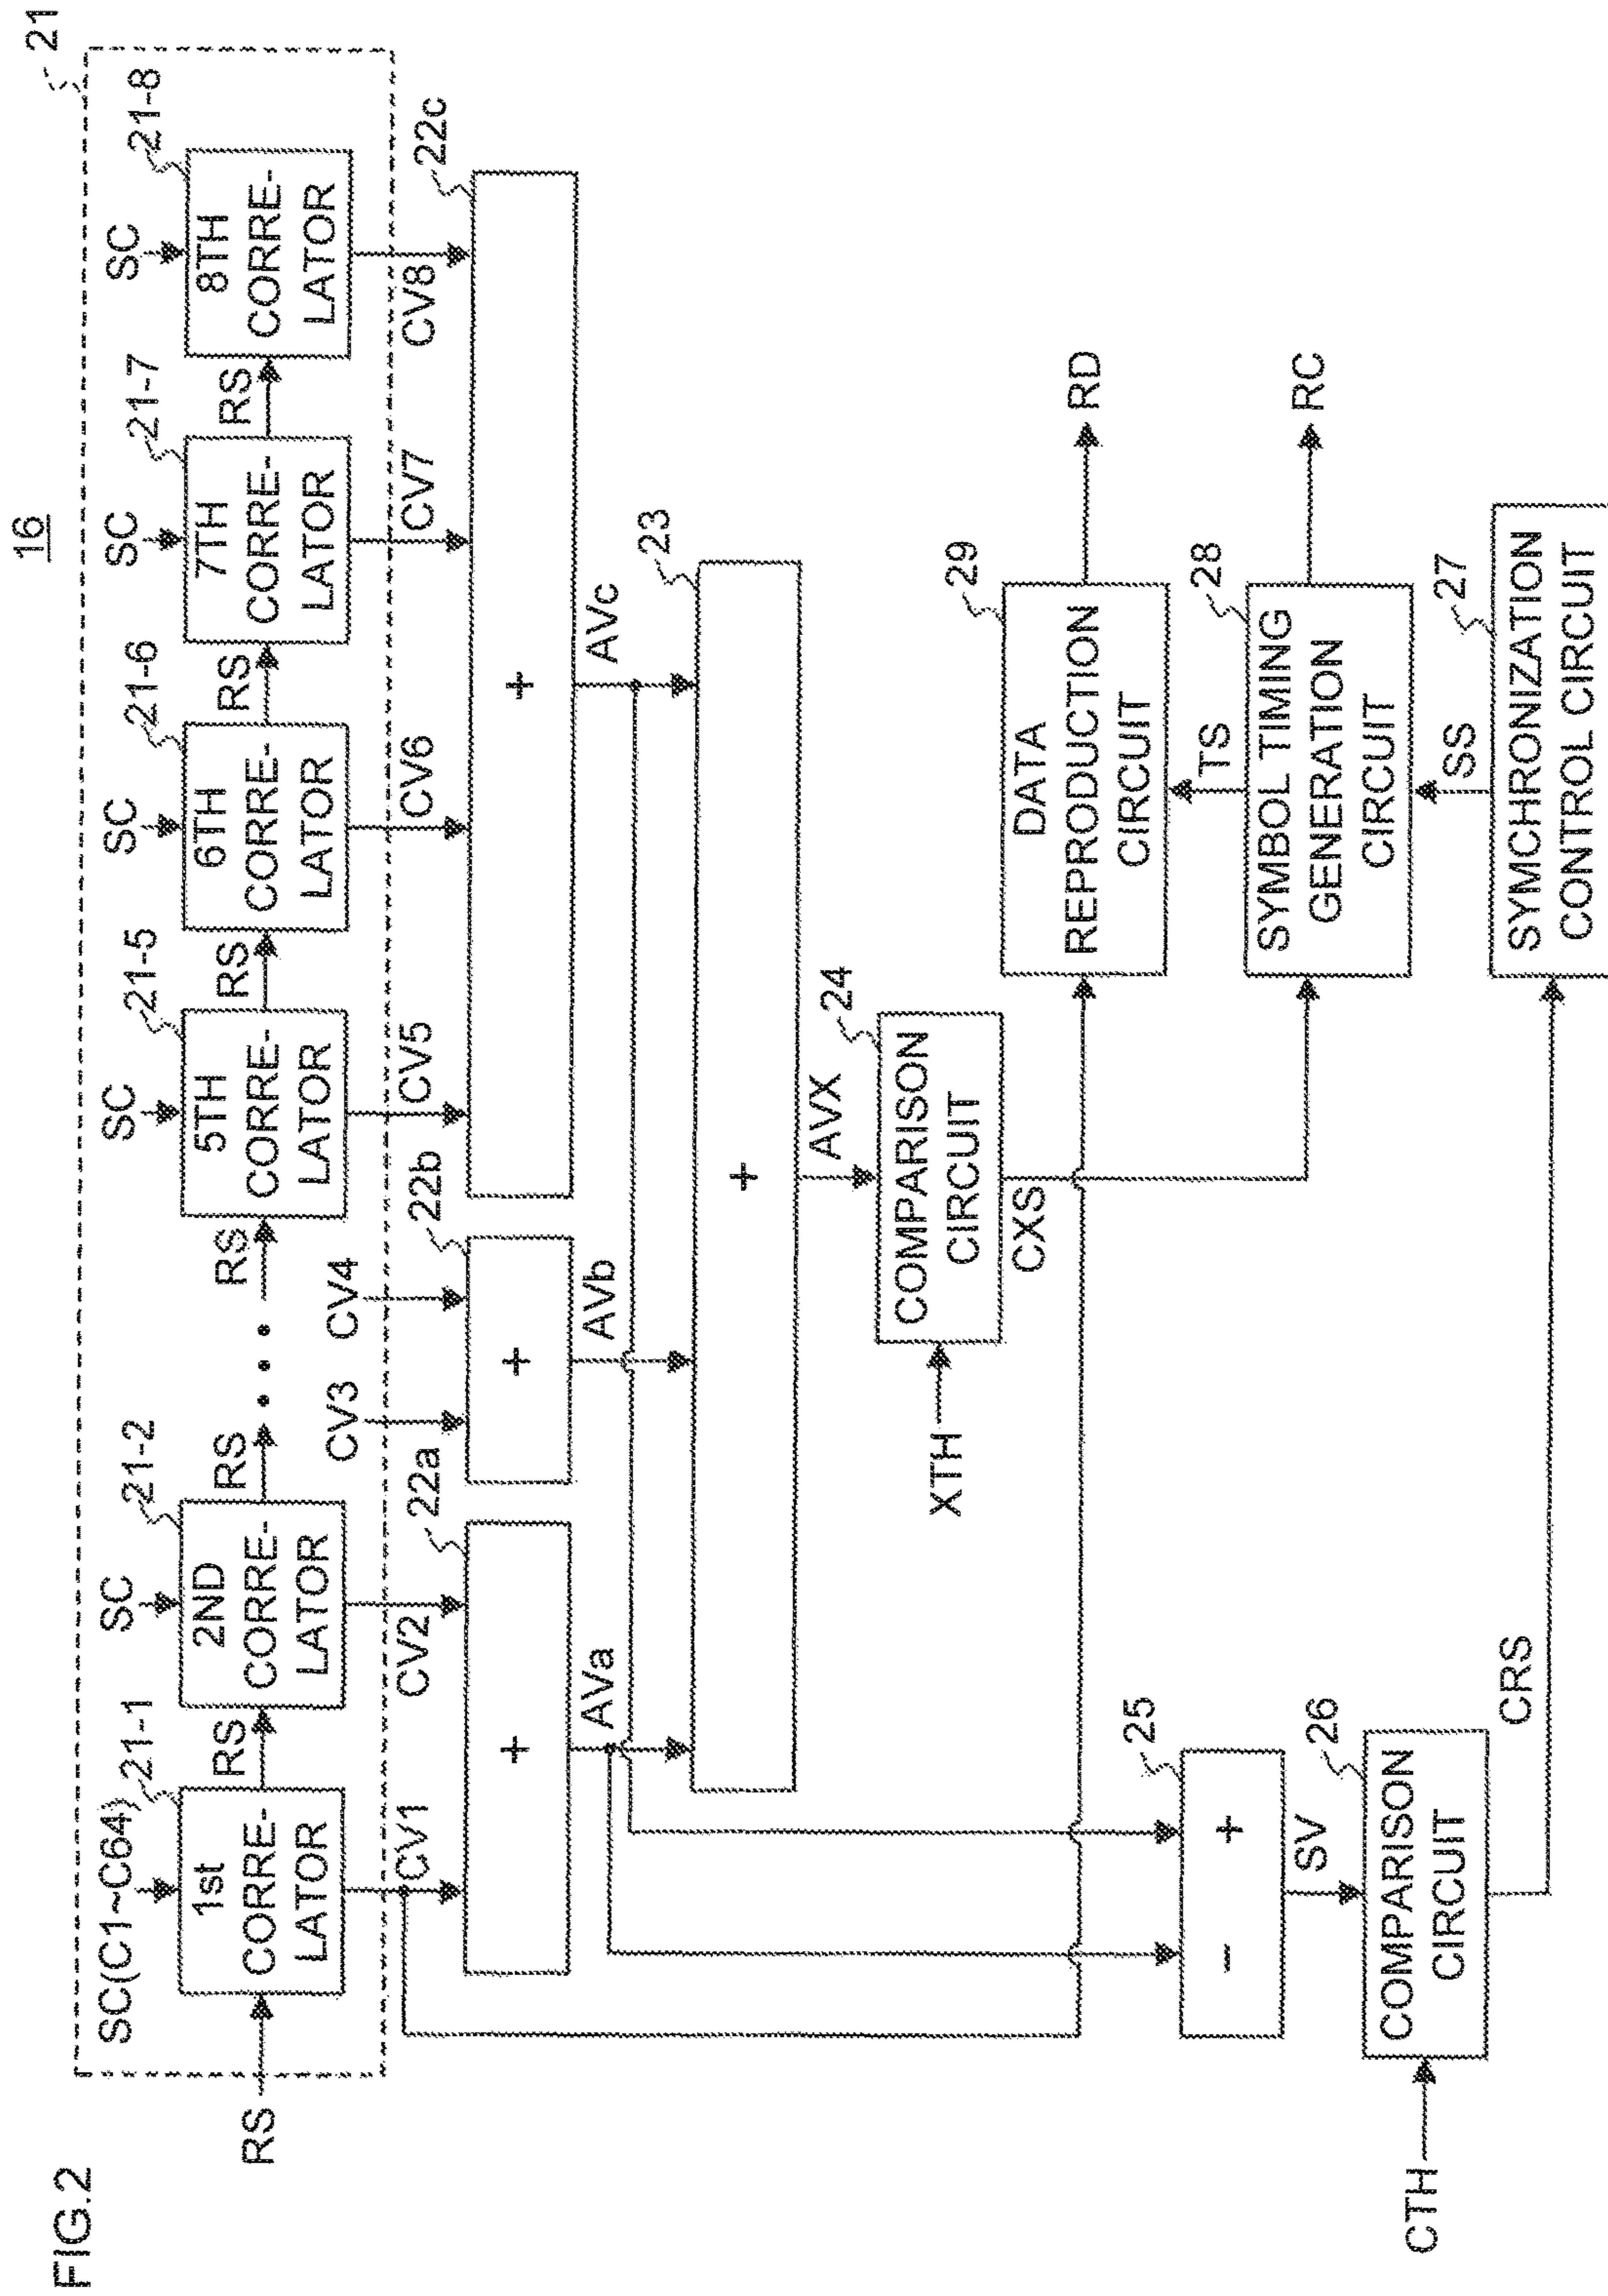 FIG.2
16
21
SC(C1~C64)
SC
SC
SC
SC
SC
21-1
21-2
21-5
21-6
21-7
21-8
RS
1st
CORRE-
LATOR
RS
2ND
CORRE-
LATOR
RS
RS
5TH
CORRE-
LATOR
RS
6TH
CORRE-
LATOR
RS
7TH
CORRE-
LATOR
RS
8TH
CORRE-
LATOR
CV1
CV2
CV3
CV4
CV5
CV6
CV7
CV8
22a
22b
22c
+
+
+
AVa
AVb
AVc
23
+
AVX
24
XTH
COMPARISON
CIRCUIT
CXS
29
DATA
REPRODUCTION
CIRCUIT
RD
TS
25
- +
SV
28
SYMBOL TIMING
GENERATION
CIRCUIT
RC
SS
26
CTH
COMPARISON
CIRCUIT
CRS
27
SYMCHRONIZATION
CONTROL CIRCUIT